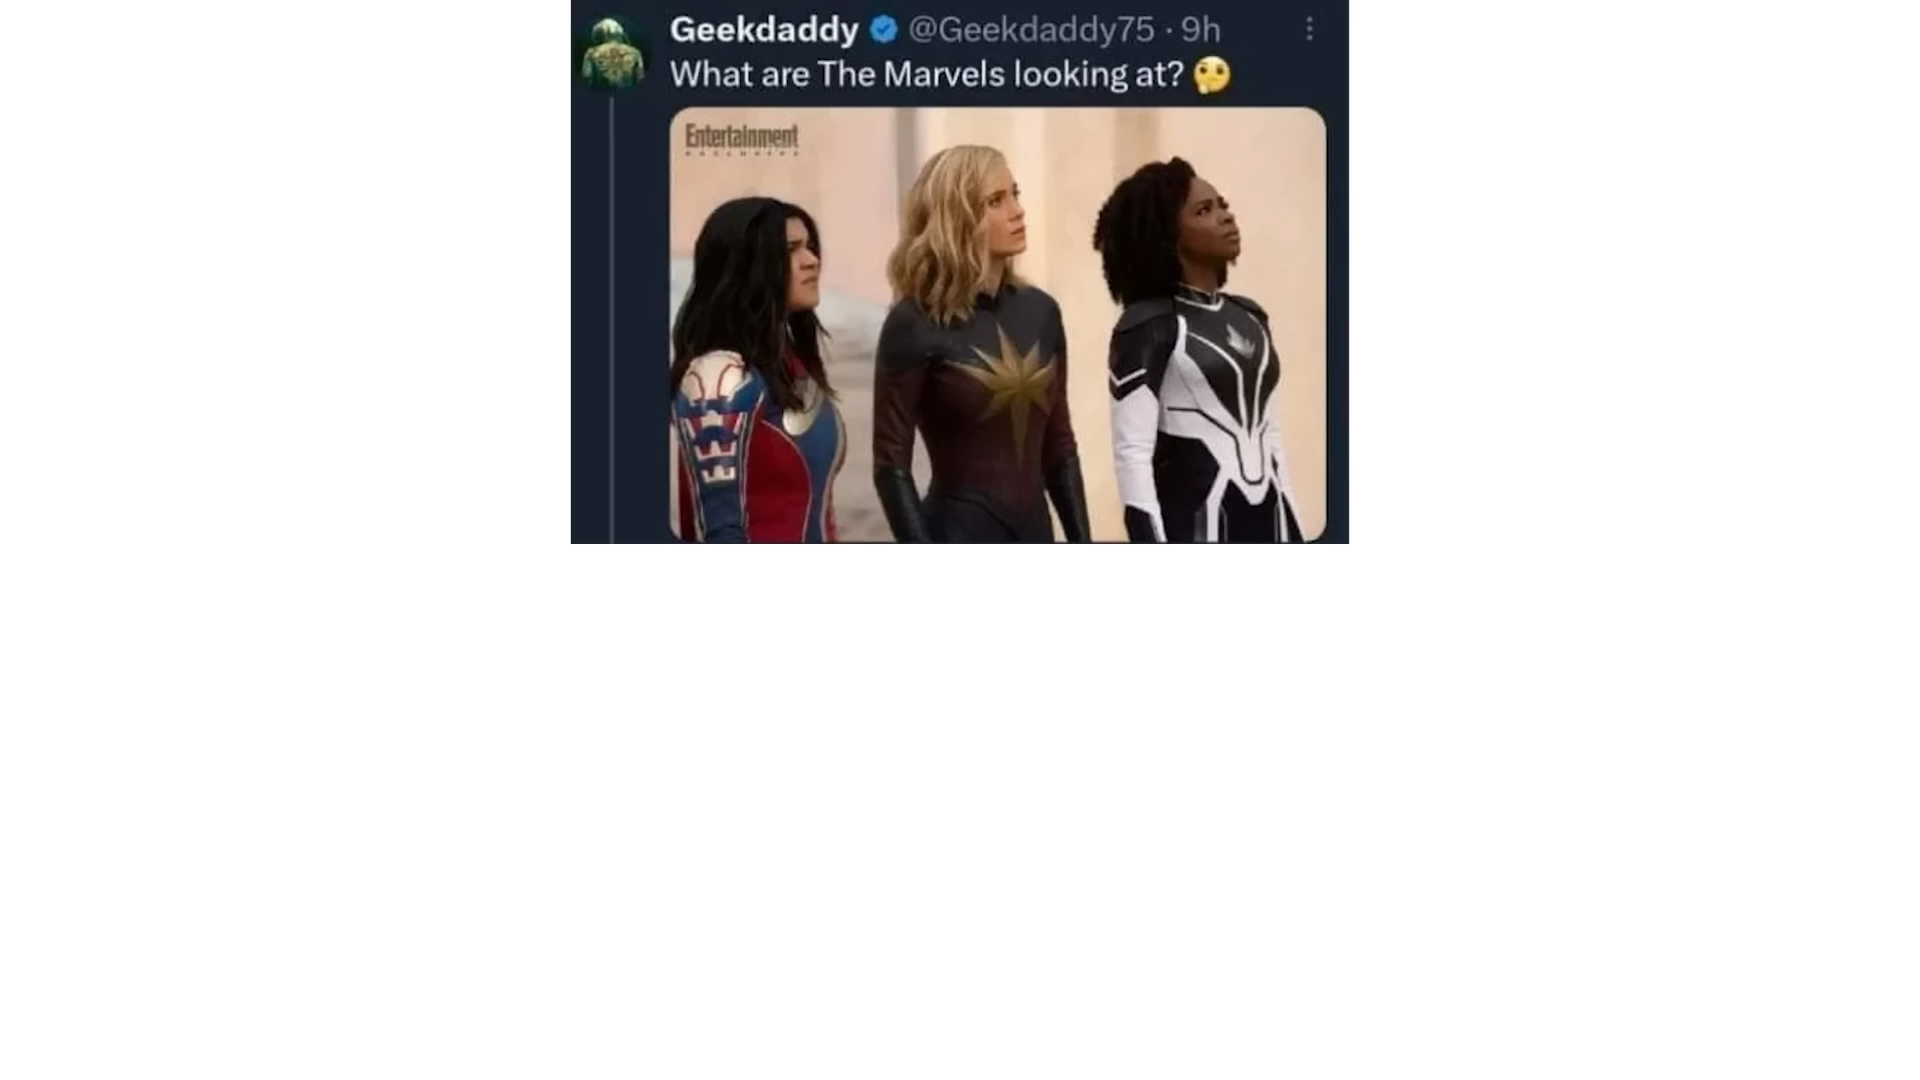 Geekdaddy @Geekdaddy75 · 9h
What are The Marvels looking at? 🤔
Entertainment